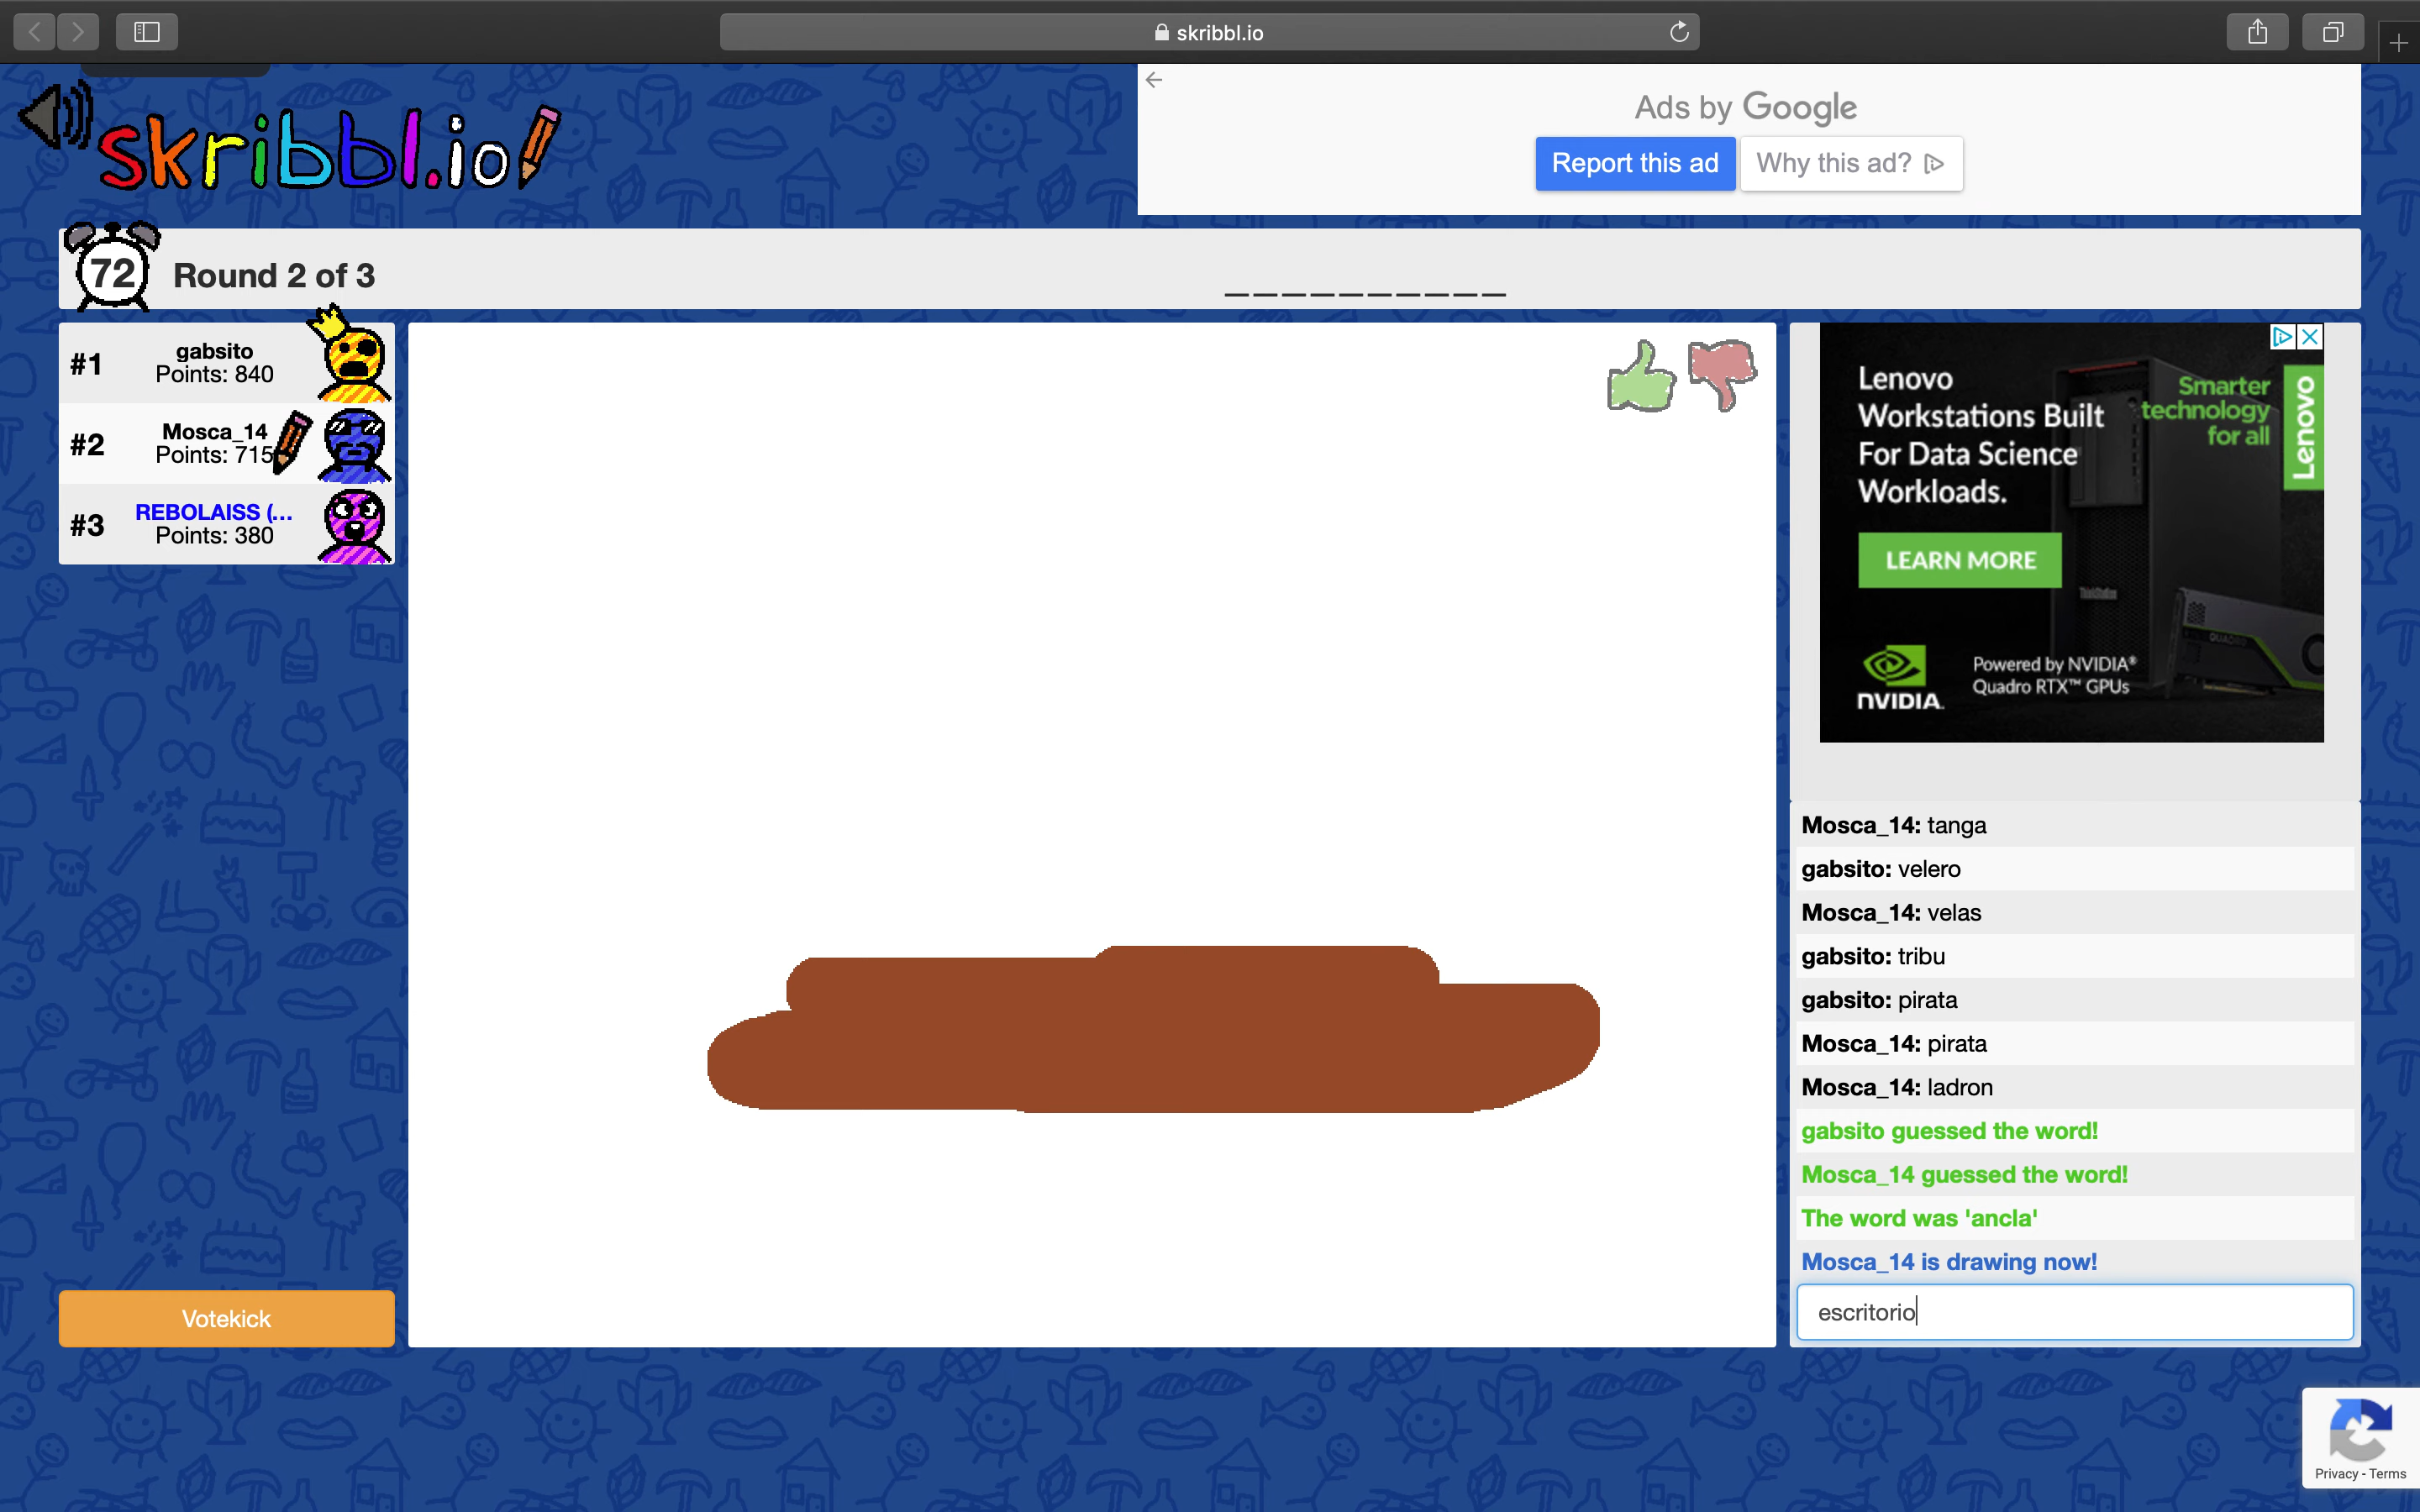 skribbl.io
skribbl.io
Ads by Google
Report this ad
Why this ad?
72
Round 2 of 3
__________
#1
gabsito
Points: 840
#2
Mosca_14
Points: 715
#3
REBOLAISS (...
Points: 380
Lenovo
Workstations Built
For Data Science
Workloads.
Smarter
technology
for all
Lenovo
LEARN MORE
NVIDIA.
Powered by NVIDIA®
Quadro RTX™ GPUs
Mosca_14: tanga
gabsito: velero
Mosca_14: velas
gabsito: tribu
gabsito: pirata
Mosca_14: pirata
Mosca_14: ladron
gabsito guessed the word!
Mosca_14 guessed the word!
The word was 'ancla'
Mosca_14 is drawing now!
escritorio
Votekick
Privacy - Terms